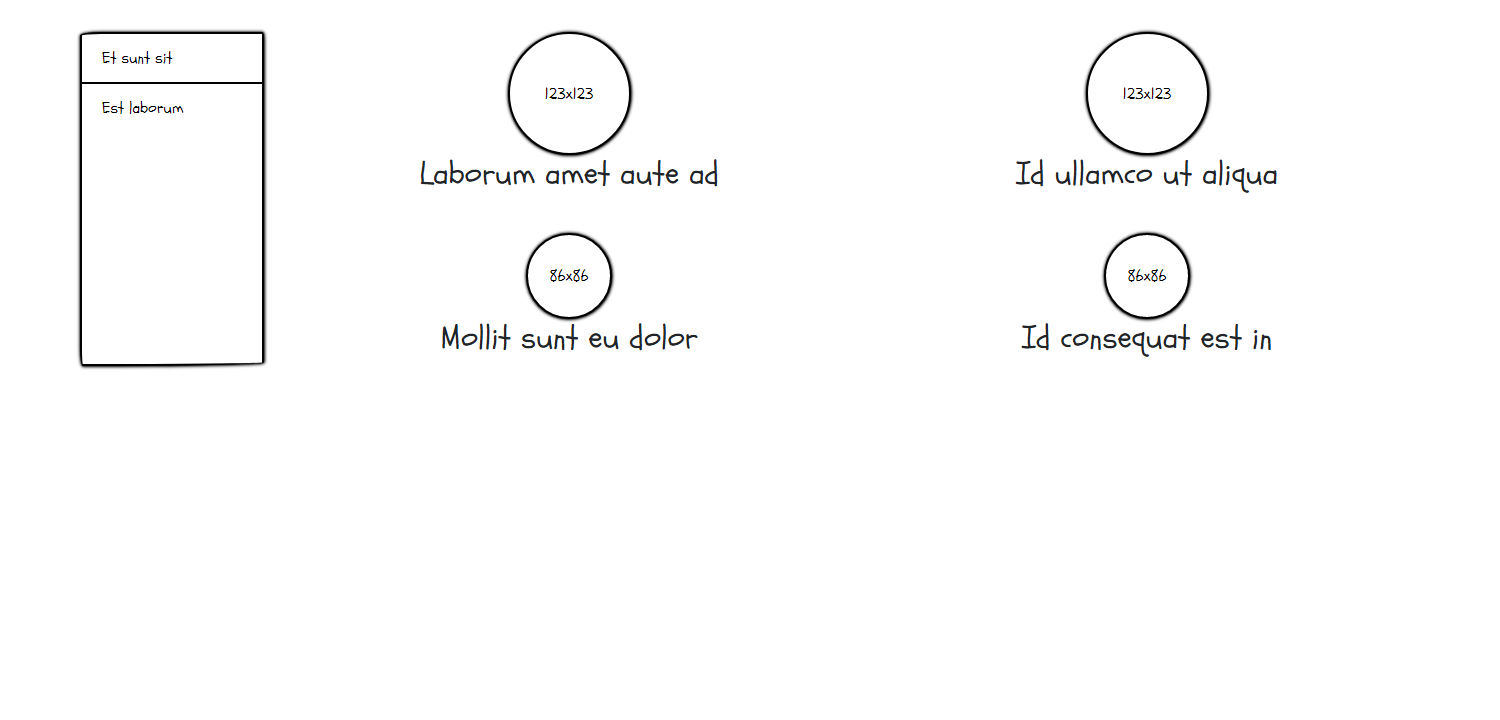 Et sunt sit
Est laborum
123x123
Laborum amet aute ad
123x123
Id ullamco ut aliqua
86x86
Mollit sunt eu dolor
86x86
Id consequat est in